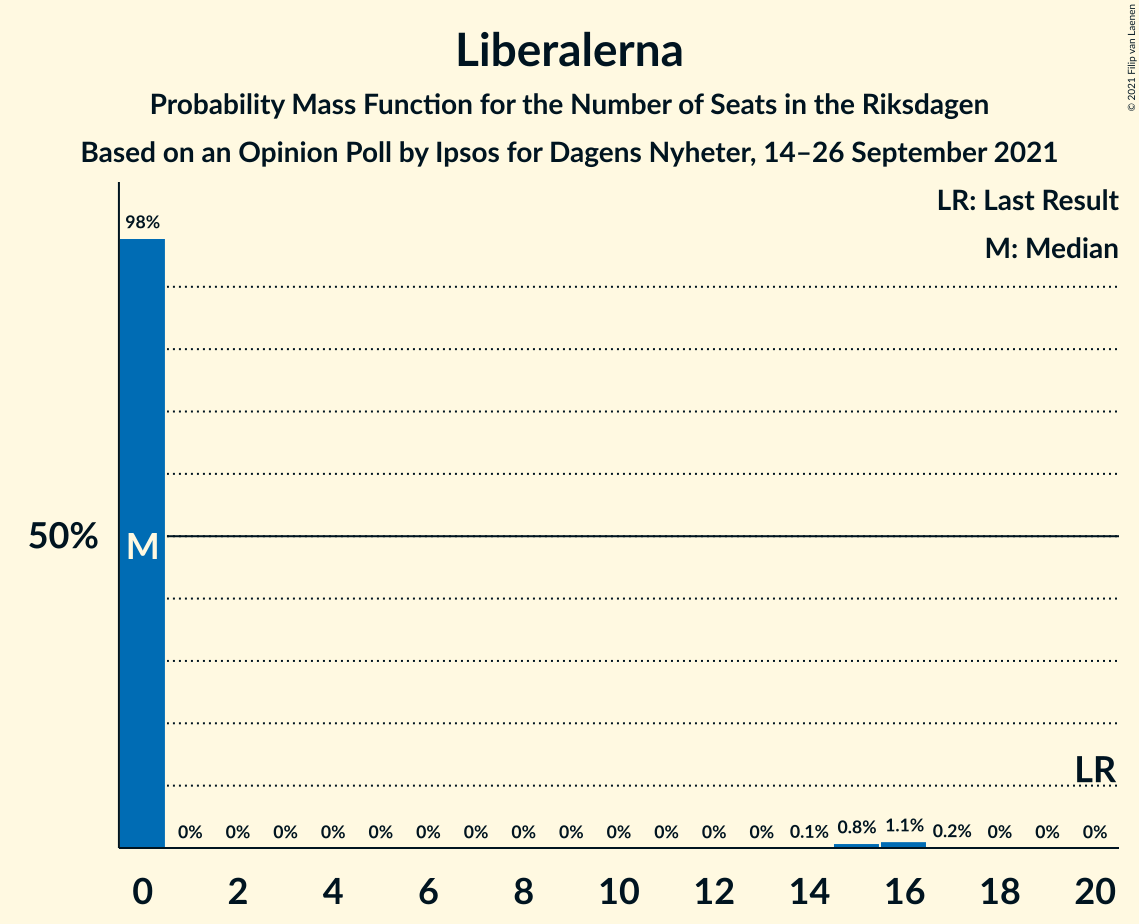 Liberalerna
Probability Mass Function for the Number of Seats in the Riksdagen
Based on an Opinion Poll by Ipsos for Dagens Nyheter, 14–26 September 2021
© 2021 Filip van Laenen
LR: Last Result
M: Median
98%
50%
M
LR
0% 0% 0% 0% 0% 0% 0% 0% 0% 0% 0% 0% 0% 0.1% 0.8% 1.1% 0.2% 0% 0% 0%
0 2 4 6 8 10 12 14 16 18 20